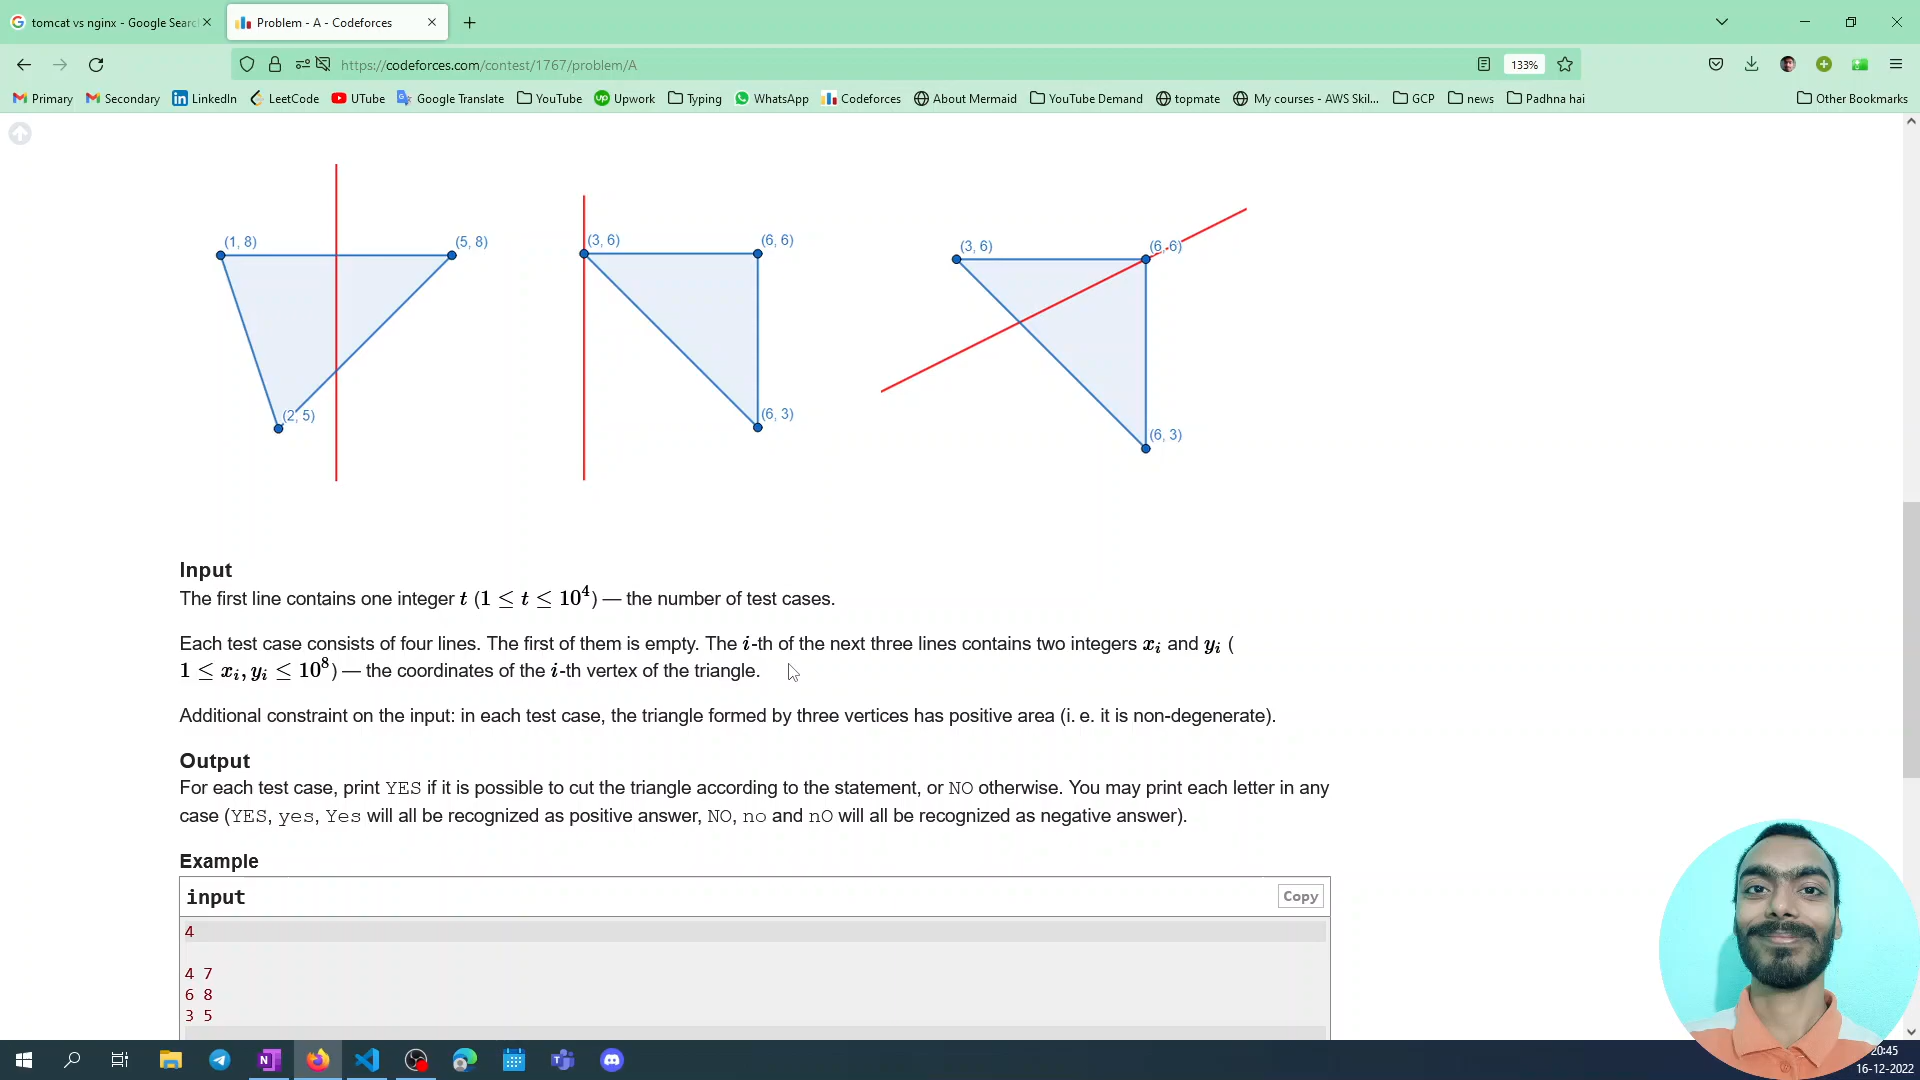 tomcat vs nginx - Google Sear
Problem - A - Codeforces
https://codeforces.com/contest/1767/problem/A
133%
Primary
Secondary
LinkedIn
LeetCode
UTube
Google Translate
YouTube
Upwork
Typing
WhatsApp
Codeforces
About Mermaid
YouTube Demand
topmate
My courses - AWS Skil...
GCP
news
Padhna hai
Other Bookmarks
(1, 8)
(5, 8)
(2, 5)
(3, 6)
(6, 6)
(6, 3)
(3, 6)
(6, 6)
(6, 3)
Input
The first line contains one integer t (1 ≤ t ≤ 10⁴) — the number of test cases.
Each test case consists of four lines. The first of them is empty. The i-th of the next three lines contains two integers xᵢ and yᵢ (
1 ≤ xᵢ, yᵢ ≤ 10⁸) — the coordinates of the i-th vertex of the triangle.
Additional constraint on the input: in each test case, the triangle formed by three vertices has positive area (i. e. it is non-degenerate).
Output
For each test case, print YES if it is possible to cut the triangle according to the statement, or NO otherwise. You may print each letter in any
case (YES, yes, Yes will all be recognized as positive answer, NO, no and nO will all be recognized as negative answer).
Example
input
Copy
4
4 7
6 8
3 5
20:45
16-12-2022